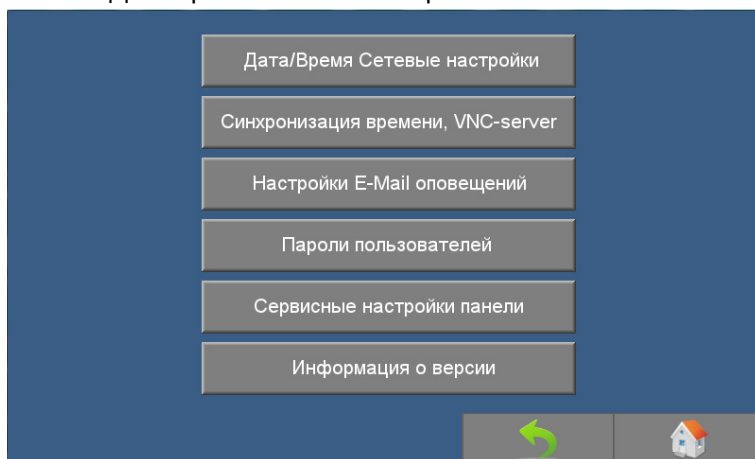 Дата/Время Сетевые настройки
Синхронизация времени, VNC-server
Настройки E-Mail оповещений
Пароли пользователей
Сервисные настройки панели
Информация о версии